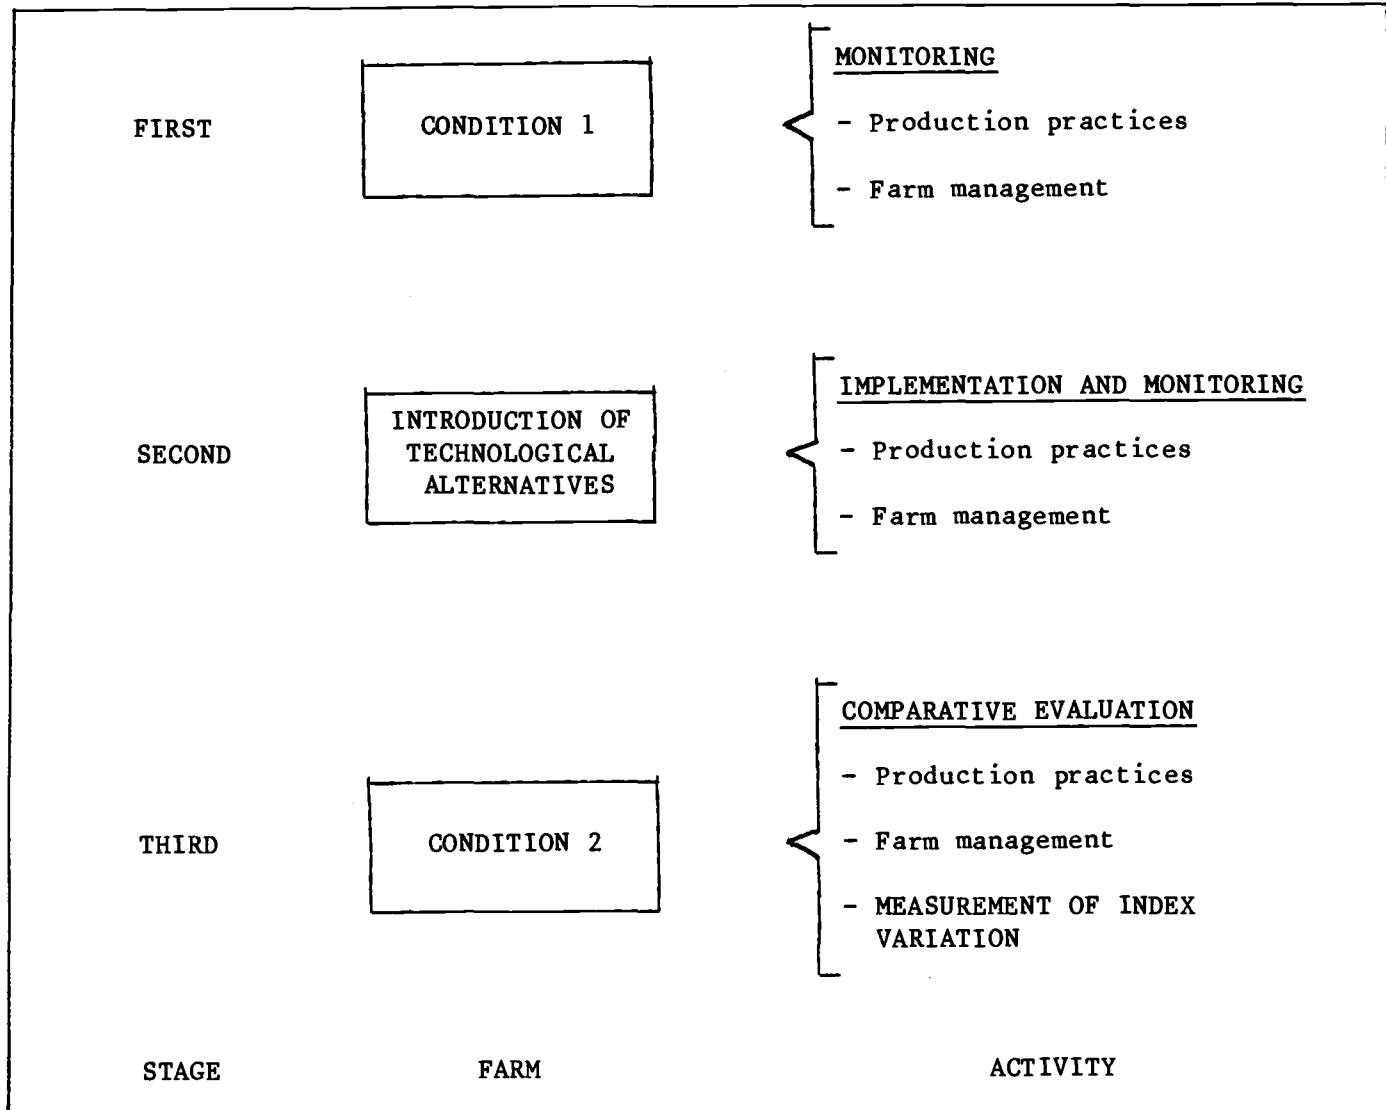 FIRST
CONDITION 1
MONITORING
- Production practices
- Farm management
SECOND
INTRODUCTION OF
TECHNOLOGICAL
ALTERNATIVES
IMPLEMENTATION AND MONITORING
- Production practices
- Farm management
THIRD
CONDITION 2
COMPARATIVE EVALUATION
- Production practices
- Farm management
- MEASUREMENT OF INDEX
VARIATION
STAGE
FARM
ACTIVITY